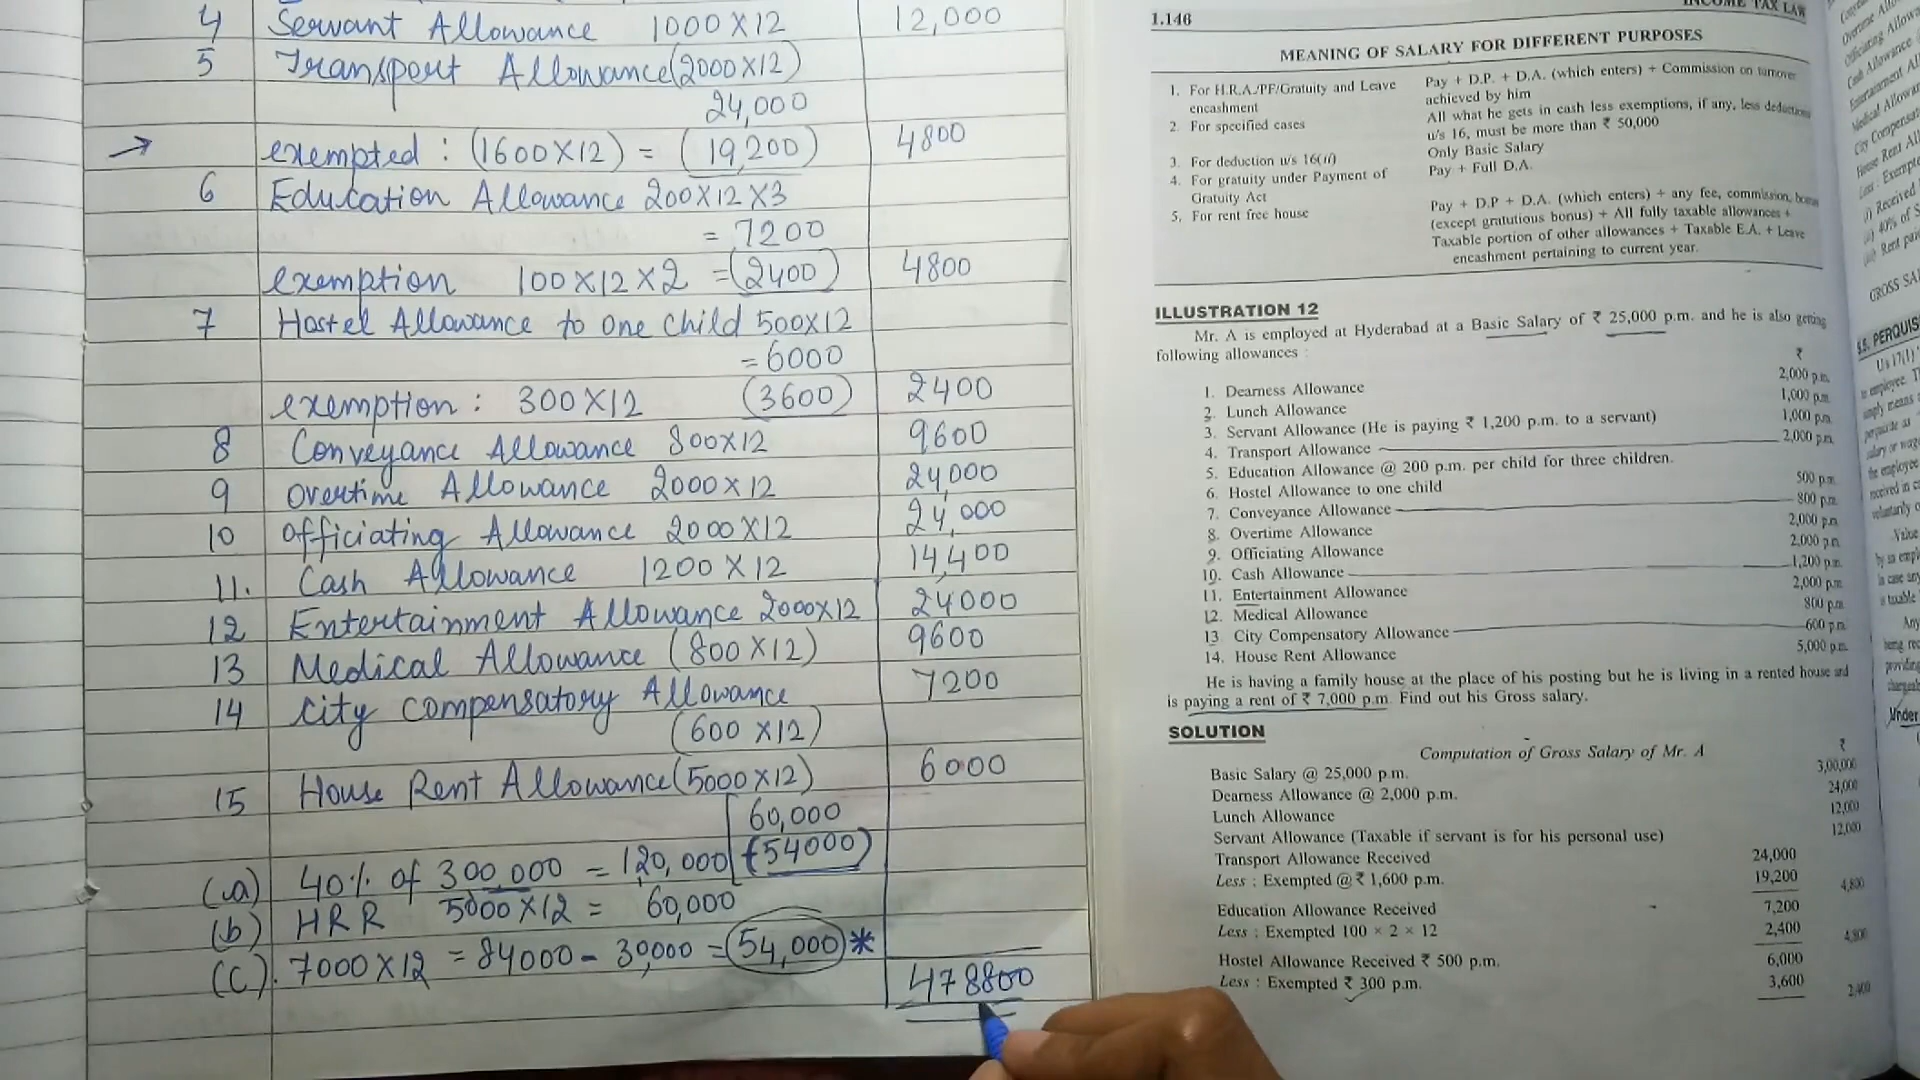 4 Servant Allowance 1000 X 12 12,000
5 Transport Allowance (2000 X 12)
24,000
→ exempted : (1600 X 12) = (19,200) 4800
6 Education Allowance 200 X 12 X 3
= 7200
exemption 100 X 12 X 2 = (2400) 4800
7 Hostel Allowance to one child 500 X 12
= 6000
exemption : 300 X 12 (3600) 2400
8 Conveyance Allowance 800 X 12 9600
9 Overtime Allowance 2000 X 12 24,000
10 Officiating Allowance 2000 X 12 24,000
11. Cash Allowance 1200 X 12 14,400
12 Entertainment Allowance 2000 X 12 24000
13 Medical Allowance (800 X 12) 9600
14 City Compensatory Allowance 7200
(600 X 12)
15 House Rent Allowance (5000 X 12) 6000
60,000
(54000)
(a) 40% of 300,000 = 120,000
(b) HRR 5000 X 12 = 60,000
(c). 7000 X 12 = 84000 - 30,000 = 54,000 *
478800
1.146 INCOME TAX LAW
MEANING OF SALARY FOR DIFFERENT PURPOSES
1. For H.R.A./PF/Gratuity and Leave encashment
Pay + D.P. + D.A. (which enters) + Commission on turnover achieved by him
2. For specified cases
All what he gets in cash less exemptions, if any, less deductions u/s 16, must be more than ₹ 50,000
3. For deduction u/s 16(ii) Only Basic Salary
4. For gratuity under Payment of Gratuity Act
Pay + Full D.A.
5. For rent free house
Pay + D.P + D.A. (which enters) + any fee, commission, bonus
(except gratutious bonus) + All fully taxable allowances +
Taxable portion of other allowances + Taxable E.A. + Leave
encashment pertaining to current year.
ILLUSTRATION 12
Mr. A is employed at Hyderabad at a Basic Salary of ₹ 25,000 p.m. and he is also getting
following allowances :
₹
1. Dearness Allowance 2,000 p.m.
2. Lunch Allowance 1,000 p.m.
3. Servant Allowance (He is paying ₹ 1,200 p.m. to a servant) 1,000 p.m.
4. Transport Allowance 2,000 p.m.
5. Education Allowance @ 200 p.m. per child for three children.
6. Hostel Allowance to one child 500 p.m.
7. Conveyance Allowance 800 p.m.
8. Overtime Allowance 2,000 p.m.
9. Officiating Allowance 2,000 p.m.
10. Cash Allowance 1,200 p.m.
11. Entertainment Allowance 2,000 p.m.
12. Medical Allowance 800 p.m.
13 City Compensatory Allowance 600 p.m.
14. House Rent Allowance 5,000 p.m.
He is having a family house at the place of his posting but he is living in a rented house and
is paying a rent of ₹ 7,000 p.m. Find out his Gross salary.
SOLUTION
Computation of Gross Salary of Mr. A
₹
Basic Salary @ 25,000 p.m. 3,00,000
Dearness Allowance @ 2,000 p.m. 24,000
Lunch Allowance 12,000
Servant Allowance (Taxable if servant is for his personal use) 12,000
Transport Allowance Received 24,000
Less : Exempted @ ₹ 1,600 p.m. 19,200 4,800
Education Allowance Received 7,200
Less : Exempted 100 × 2 × 12 2,400 4,800
Hostel Allowance Received ₹ 500 p.m. 6,000
Less : Exempted ₹ 300 p.m. 3,600 2,400
GROSS SA
5.5. PERQUIS
Under